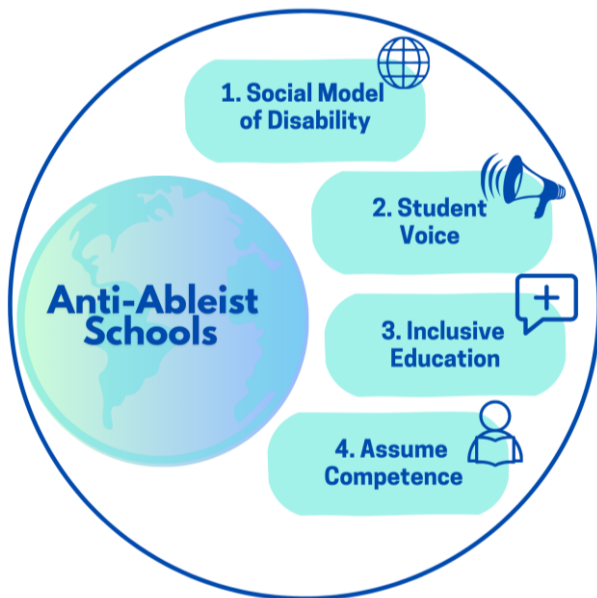 Anti-Ableist
Schools
1. Social Model
of Disability
2. Student
Voice
3. Inclusive
Education
4. Assume
Competence